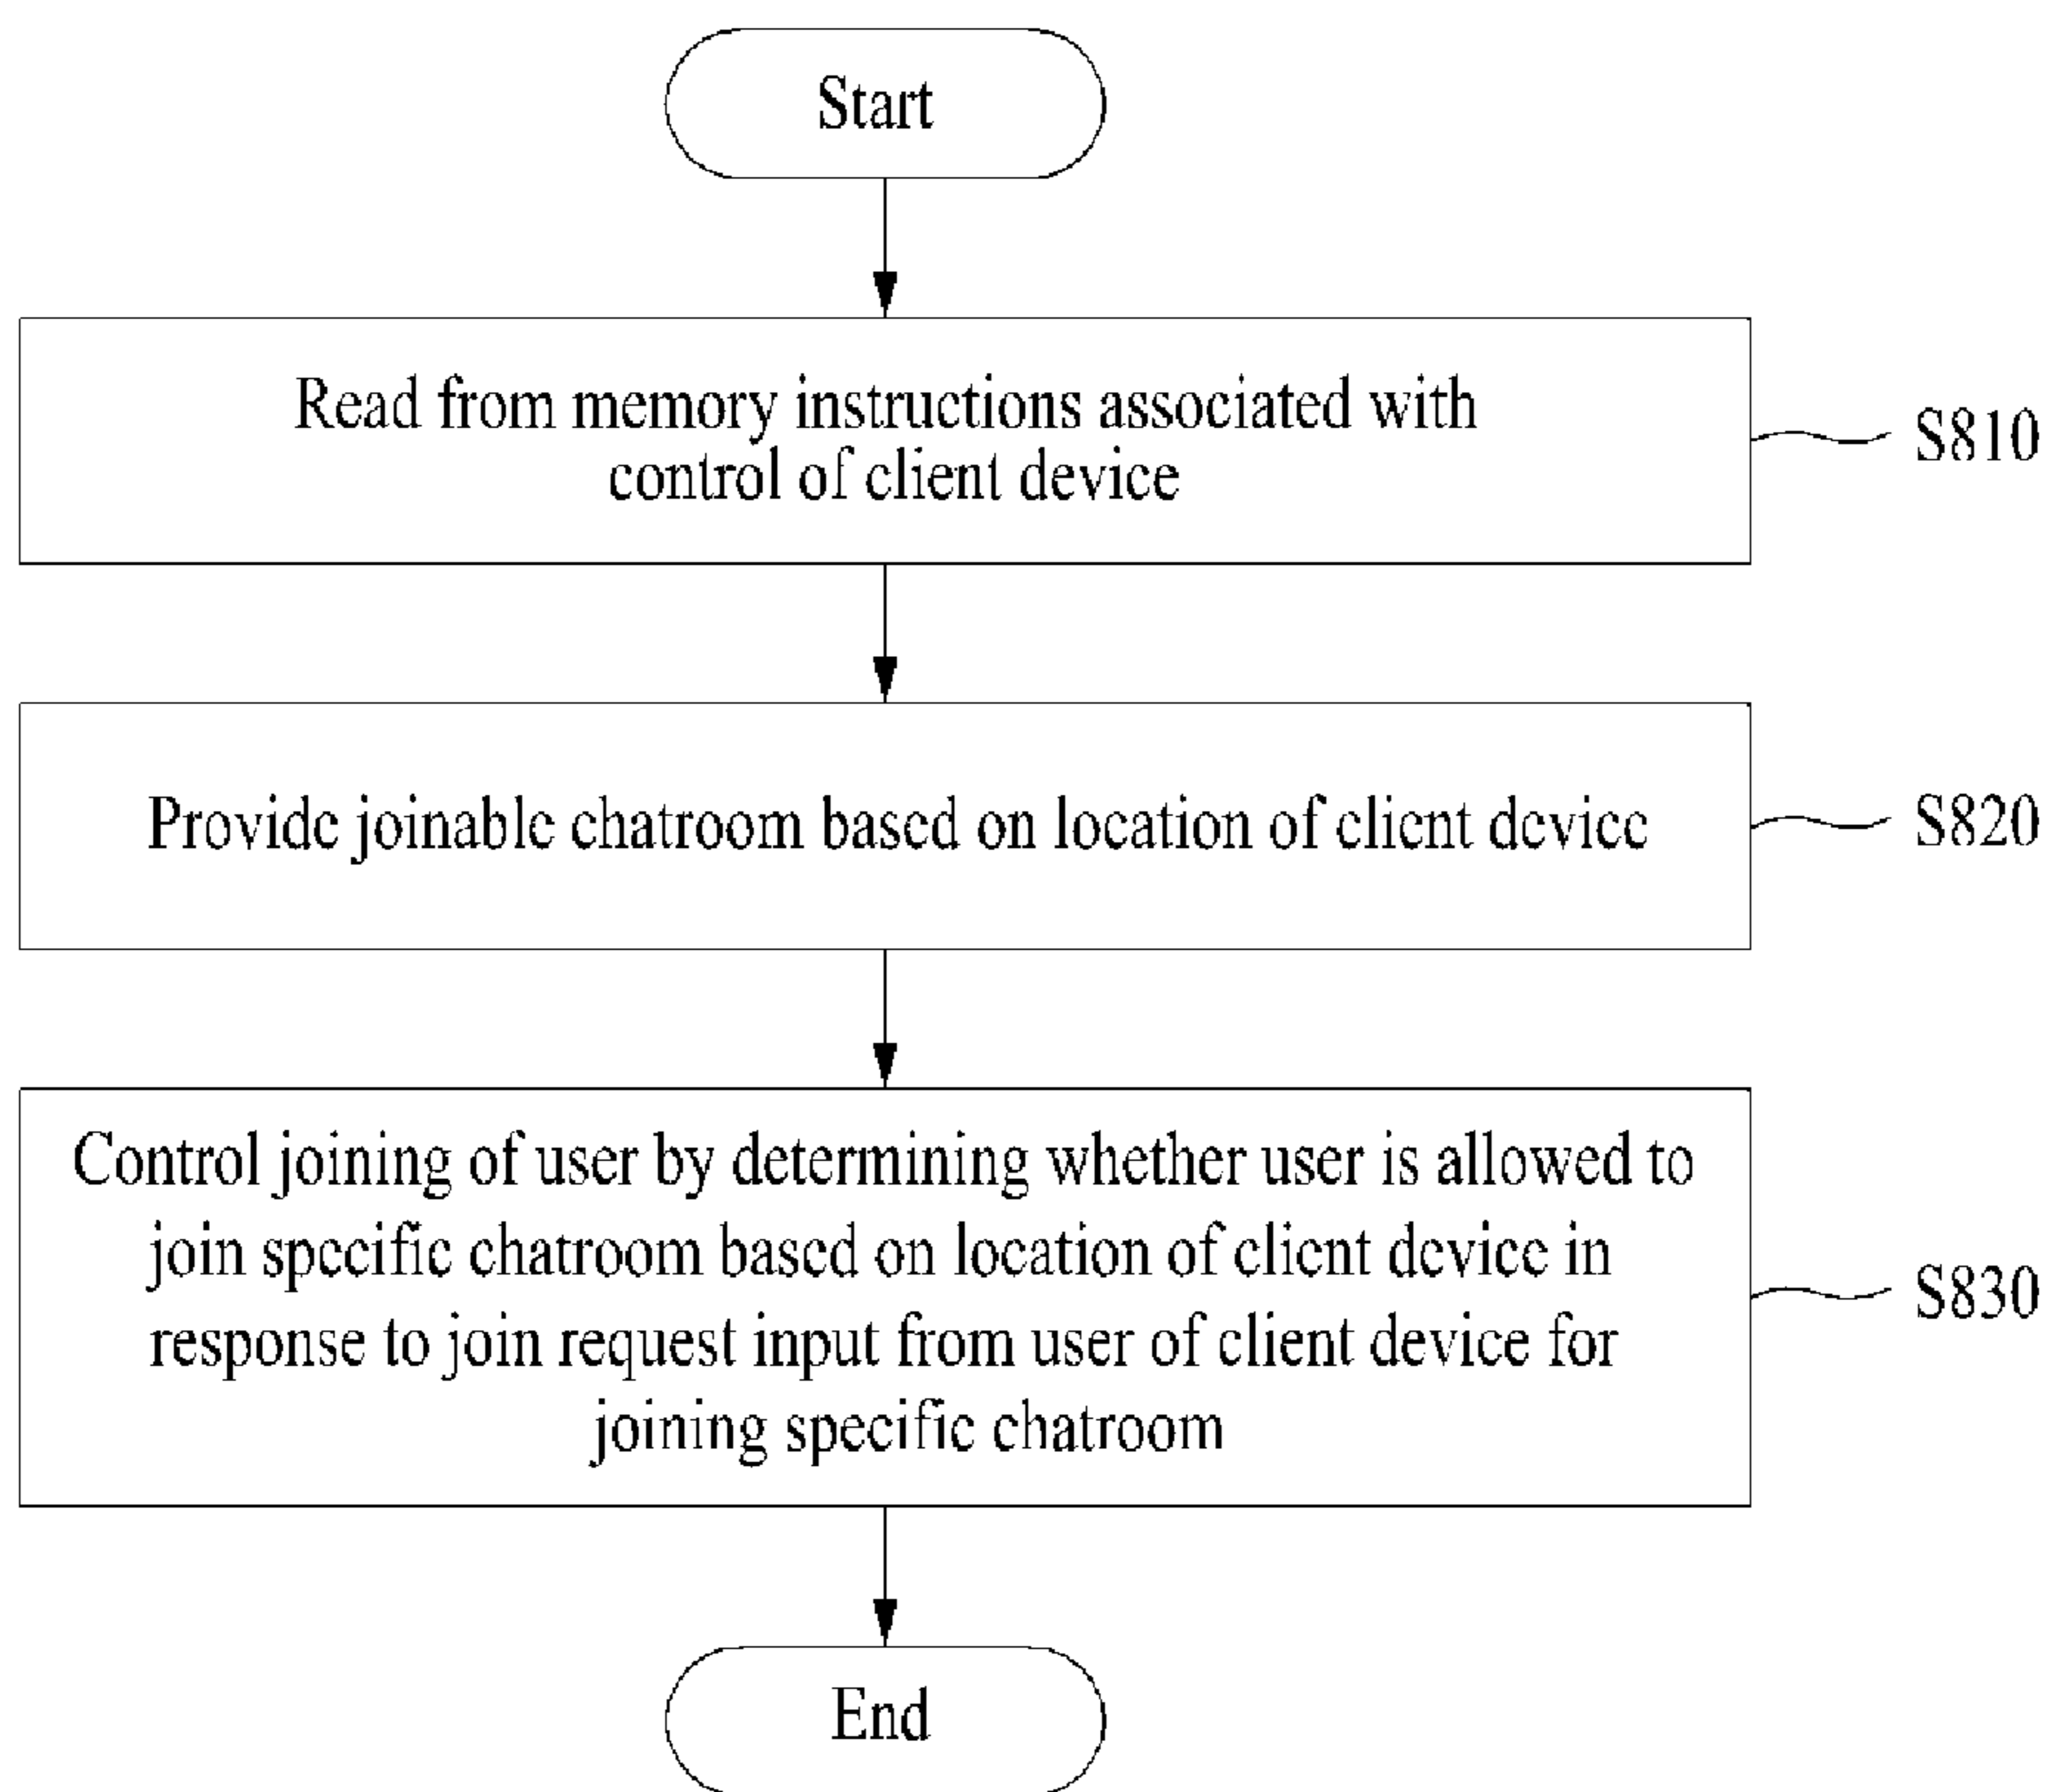 Start
Read from memory instructions associated with
control of client device
S810
Provide joinable chatroom based on location of client device
S820
Control joining of user by determining whether user is allowed to
join specific chatroom based on location of client device in
response to join request input from user of client device for
joining specific chatroom
S830
End